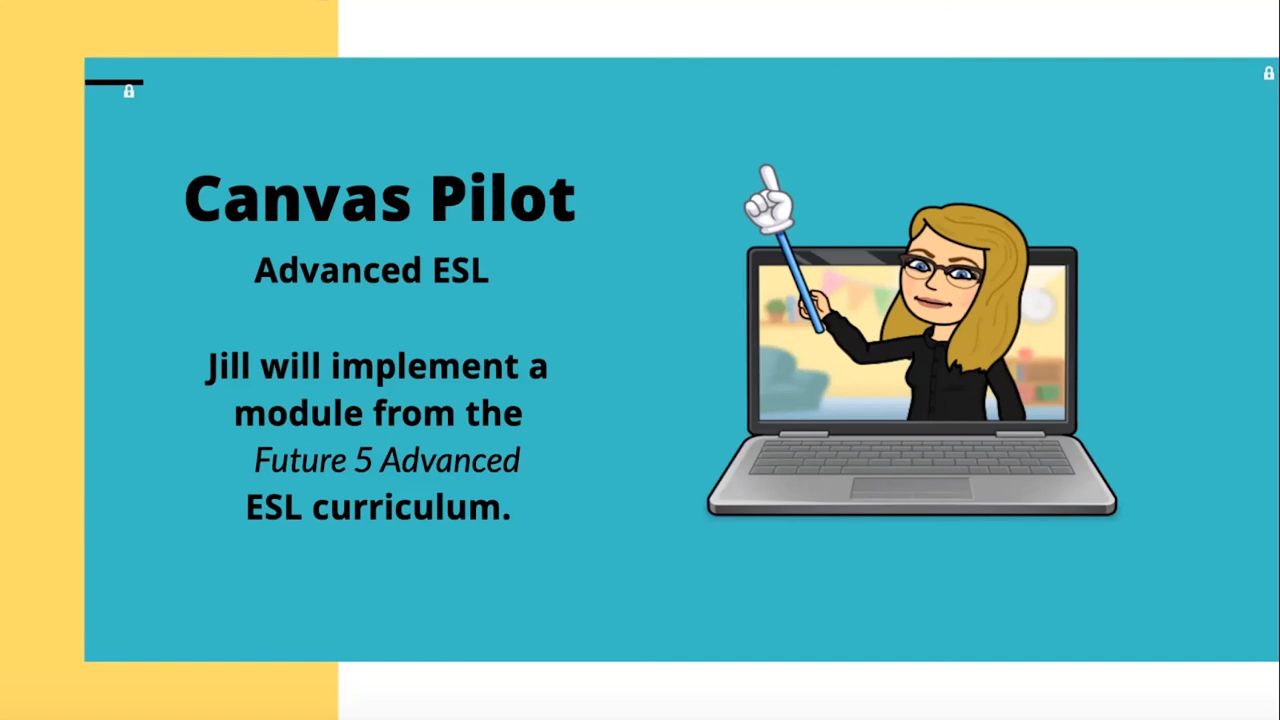 Canvas Pilot
Advanced ESL
Jill will implement a
module from the
Future 5 Advanced
ESL curriculum.